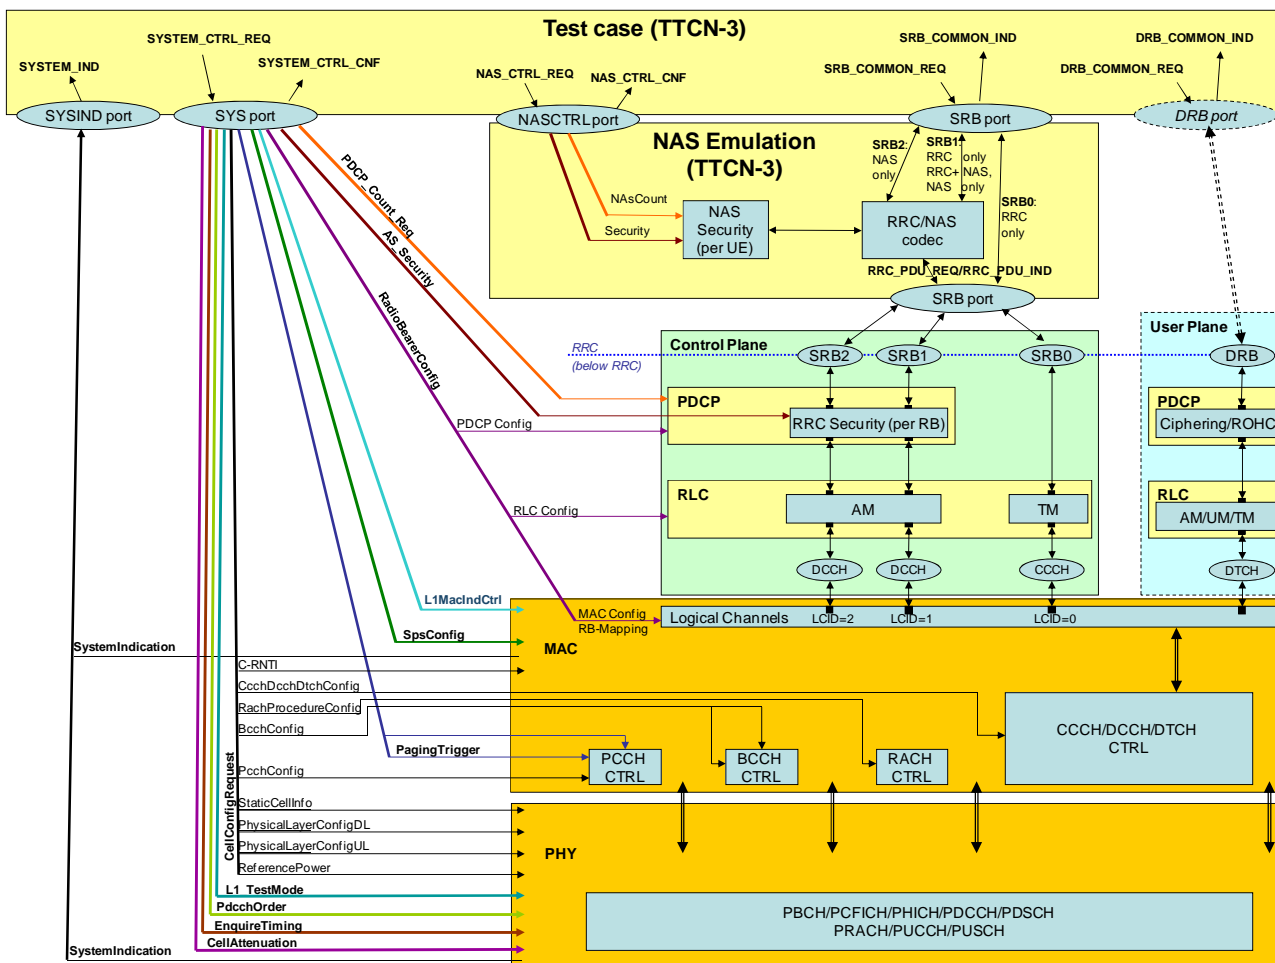 Test case (TTCN-3)
SYSTEM_IND
SYSTEM_CTRL_REQ
SYSTEM_CTRL_CNF
NAS_CTRL_REQ
NAS_CTRL_CNF
SRB_COMMON_IND
SRB_COMMON_REQ
DRB_COMMON_IND
DRB_COMMON_REQ
SYSIND port
SYS port
NASCTRL port
SRB port
DRB port
NAS Emulation
(TTCN-3)
SRB2:
NAS
only
SRB1:
RRC only
RRC+ NAS,
NAS only
SRB0:
RRC
only
NAsCount
Security
NAS
Security
(per UE)
RRC/NAS
codec
RRC_PDU_REQ/RRC_PDU_IND
SRB port
PDCP_Count_Req
AS_Security
RadioBearerConfig
RRC
(below RRC)
Control Plane
SRB2
SRB1
SRB0
User Plane
DRB
PDCP
RRC Security (per RB)
PDCP
Ciphering/ROHC
PDCP Config
RLC
AM
TM
RLC
AM/UM/TM
RLC Config
DCCH
DCCH
CCCH
DTCH
L1MacIndCtrl
MAC Config
RB-Mapping
Logical Channels
LCID=2
LCID=1
LCID=0
SpsConfig
MAC
SystemIndication
C-RNTI
CcchDcchDtchConfig
RachProcedureConfig
BcchConfig
PagingTrigger
PcchConfig
PCCH
CTRL
BCCH
CTRL
RACH
CTRL
CCCH/DCCH/DTCH
CTRL
CellConfigRequest
StaticCellInfo
PhysicalLayerConfigDL
PhysicalLayerConfigUL
ReferencePower
PHY
L1_TestMode
PdcchOrder
EnquireTiming
CellAttenuation
SystemIndication
PBCH/PCFICH/PHICH/PDCCH/PDSCH
PRACH/PUCCH/PUSCH